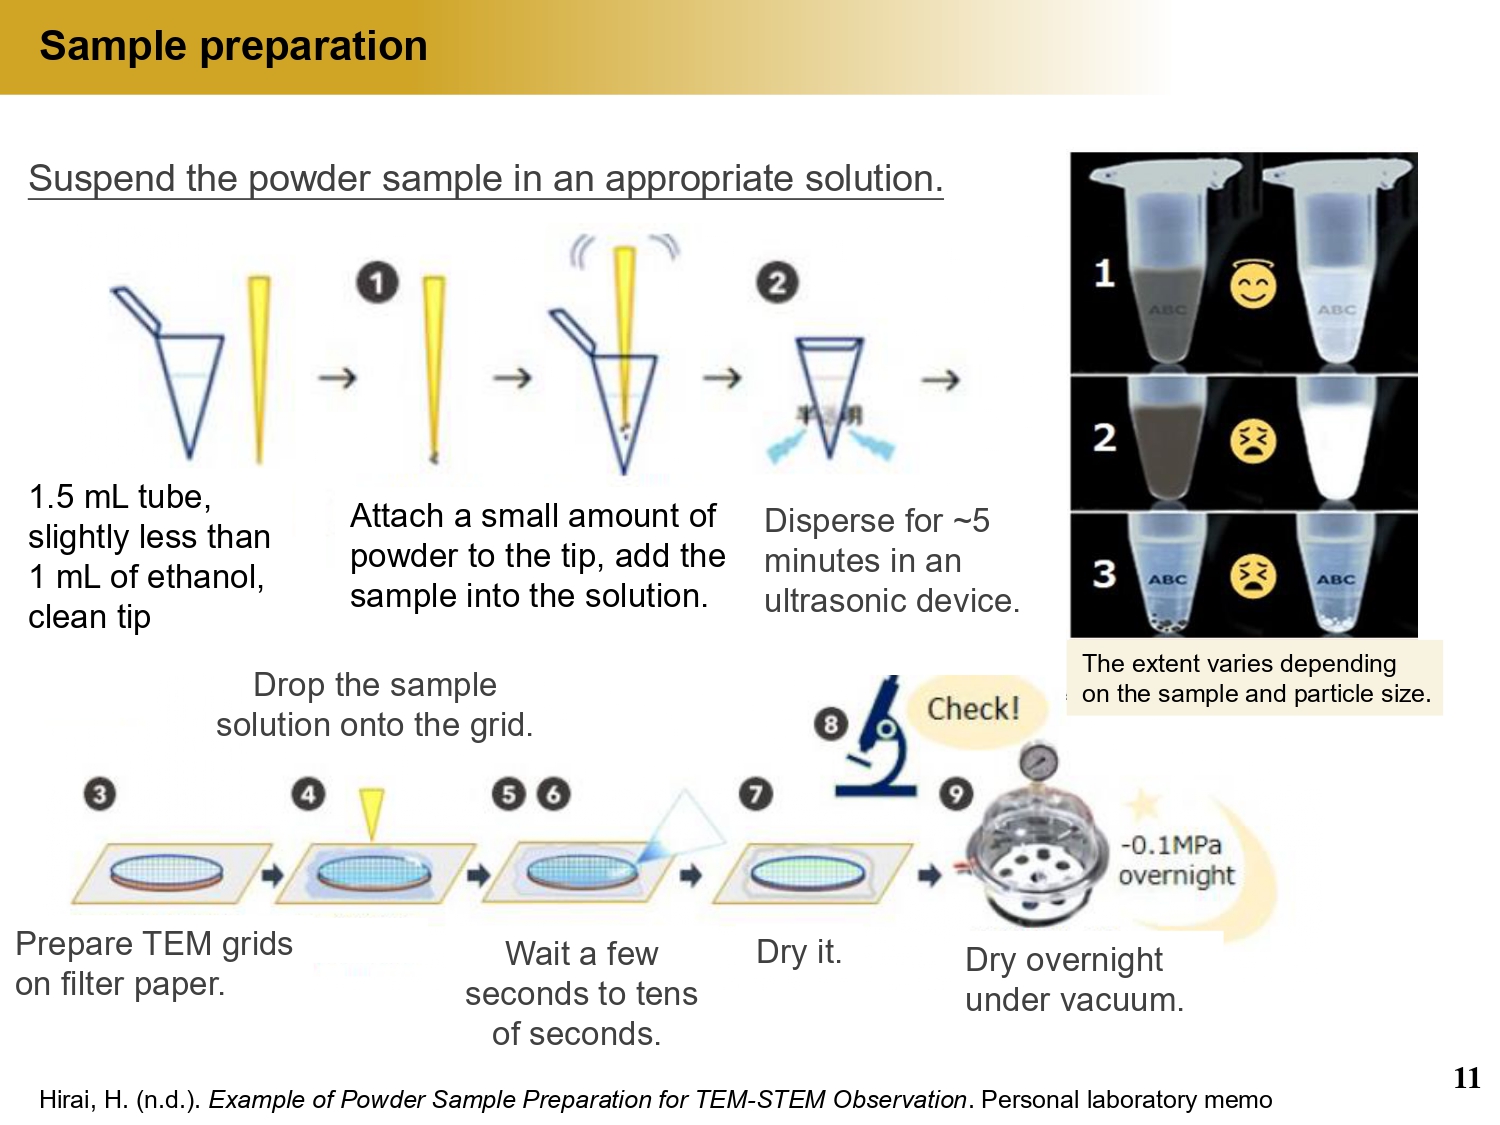 Sample preparation
Suspend the powder sample in an appropriate solution.
1
2
1.5 mL tube,
slightly less than
1 mL of ethanol,
clean tip
Attach a small amount of
powder to the tip, add the
sample into the solution.
半透明
Disperse for ~5
minutes in an
ultrasonic device.
1
ABC
ABC
2
3
ABC
ABC
The extent varies depending
on the sample and particle size.
Drop the sample
solution onto the grid.
3
4
5 6
7
8
Check!
9
-0.1MPa
overnight
Prepare TEM grids
on filter paper.
Wait a few
seconds to tens
of seconds.
Dry it.
Dry overnight
under vacuum.
11
Hirai, H. (n.d.). Example of Powder Sample Preparation for TEM-STEM Observation. Personal laboratory memo